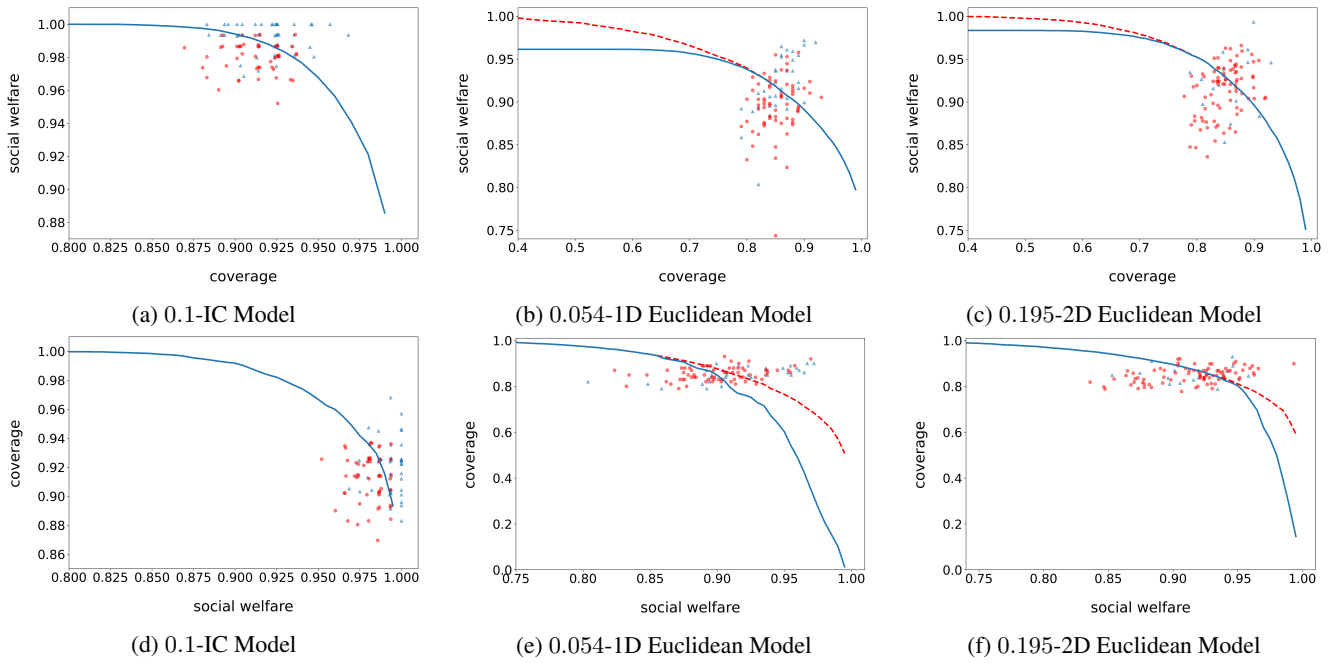 1.00
0.98
0.96
0.94
0.92
0.90
0.88
social welfare
0.800 0.825 0.850 0.875 0.900 0.925 0.950 0.975 1.000
coverage
(a) 0.1-IC Model
1.00
0.95
0.90
0.85
0.80
0.75
social welfare
0.4 0.5 0.6 0.7 0.8 0.9 1.0
coverage
(b) 0.054-1D Euclidean Model
1.00
0.95
0.90
0.85
0.80
0.75
social welfare
0.4 0.5 0.6 0.7 0.8 0.9 1.0
coverage
(c) 0.195-2D Euclidean Model
1.00
0.98
0.96
0.94
0.92
0.90
0.88
0.86
coverage
0.800 0.825 0.850 0.875 0.900 0.925 0.950 0.975 1.000
social welfare
(d) 0.1-IC Model
1.0
0.8
0.6
0.4
0.2
0.0
coverage
0.75 0.80 0.85 0.90 0.95 1.00
social welfare
(e) 0.054-1D Euclidean Model
1.0
0.8
0.6
0.4
0.2
0.0
coverage
0.75 0.80 0.85 0.90 0.95 1.00
social welfare
(f) 0.195-2D Euclidean Model